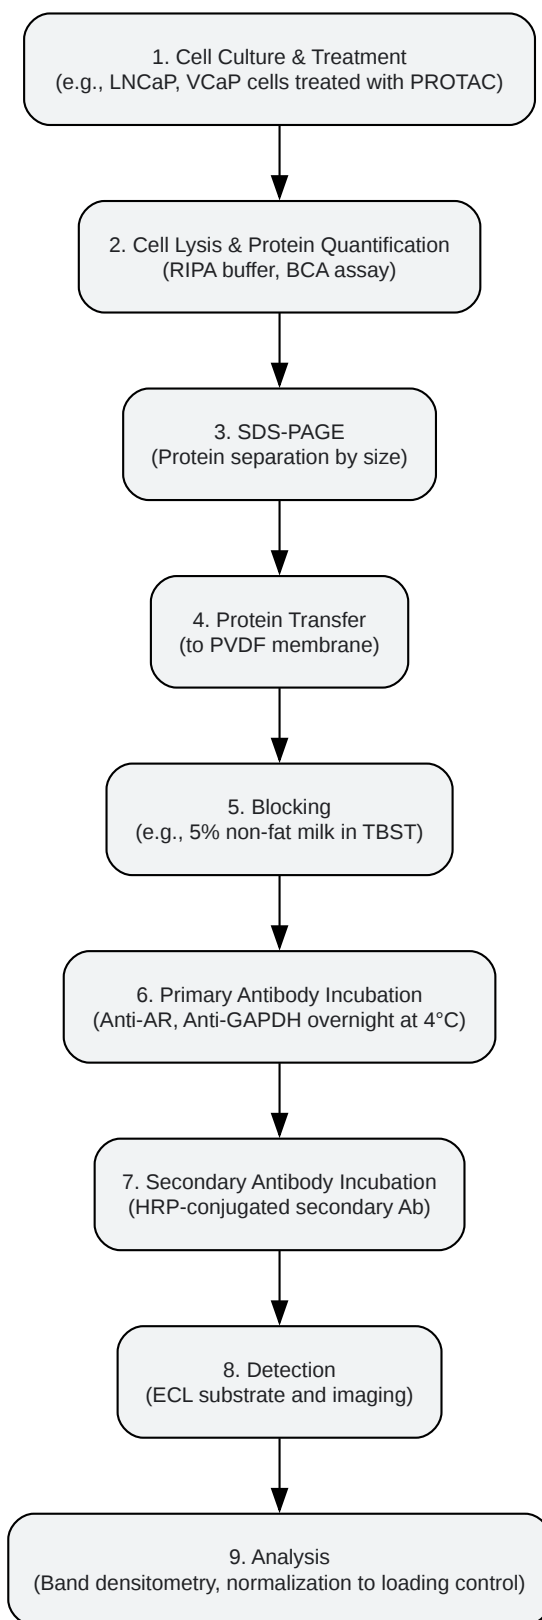 1. Cell Culture & Treatment
(e.g., LNCaP, VCaP cells treated with PROTAC)
2. Cell Lysis & Protein Quantification
(RIPA buffer, BCA assay)
3. SDS-PAGE
(Protein separation by size)
4. Protein Transfer
(to PVDF membrane)
5. Blocking
(e.g., 5% non-fat milk in TBST)
6. Primary Antibody Incubation
(Anti-AR, Anti-GAPDH overnight at 4°C)
7. Secondary Antibody Incubation
(HRP-conjugated secondary Ab)
8. Detection
(ECL substrate and imaging)
9. Analysis
(Band densitometry, normalization to loading control)